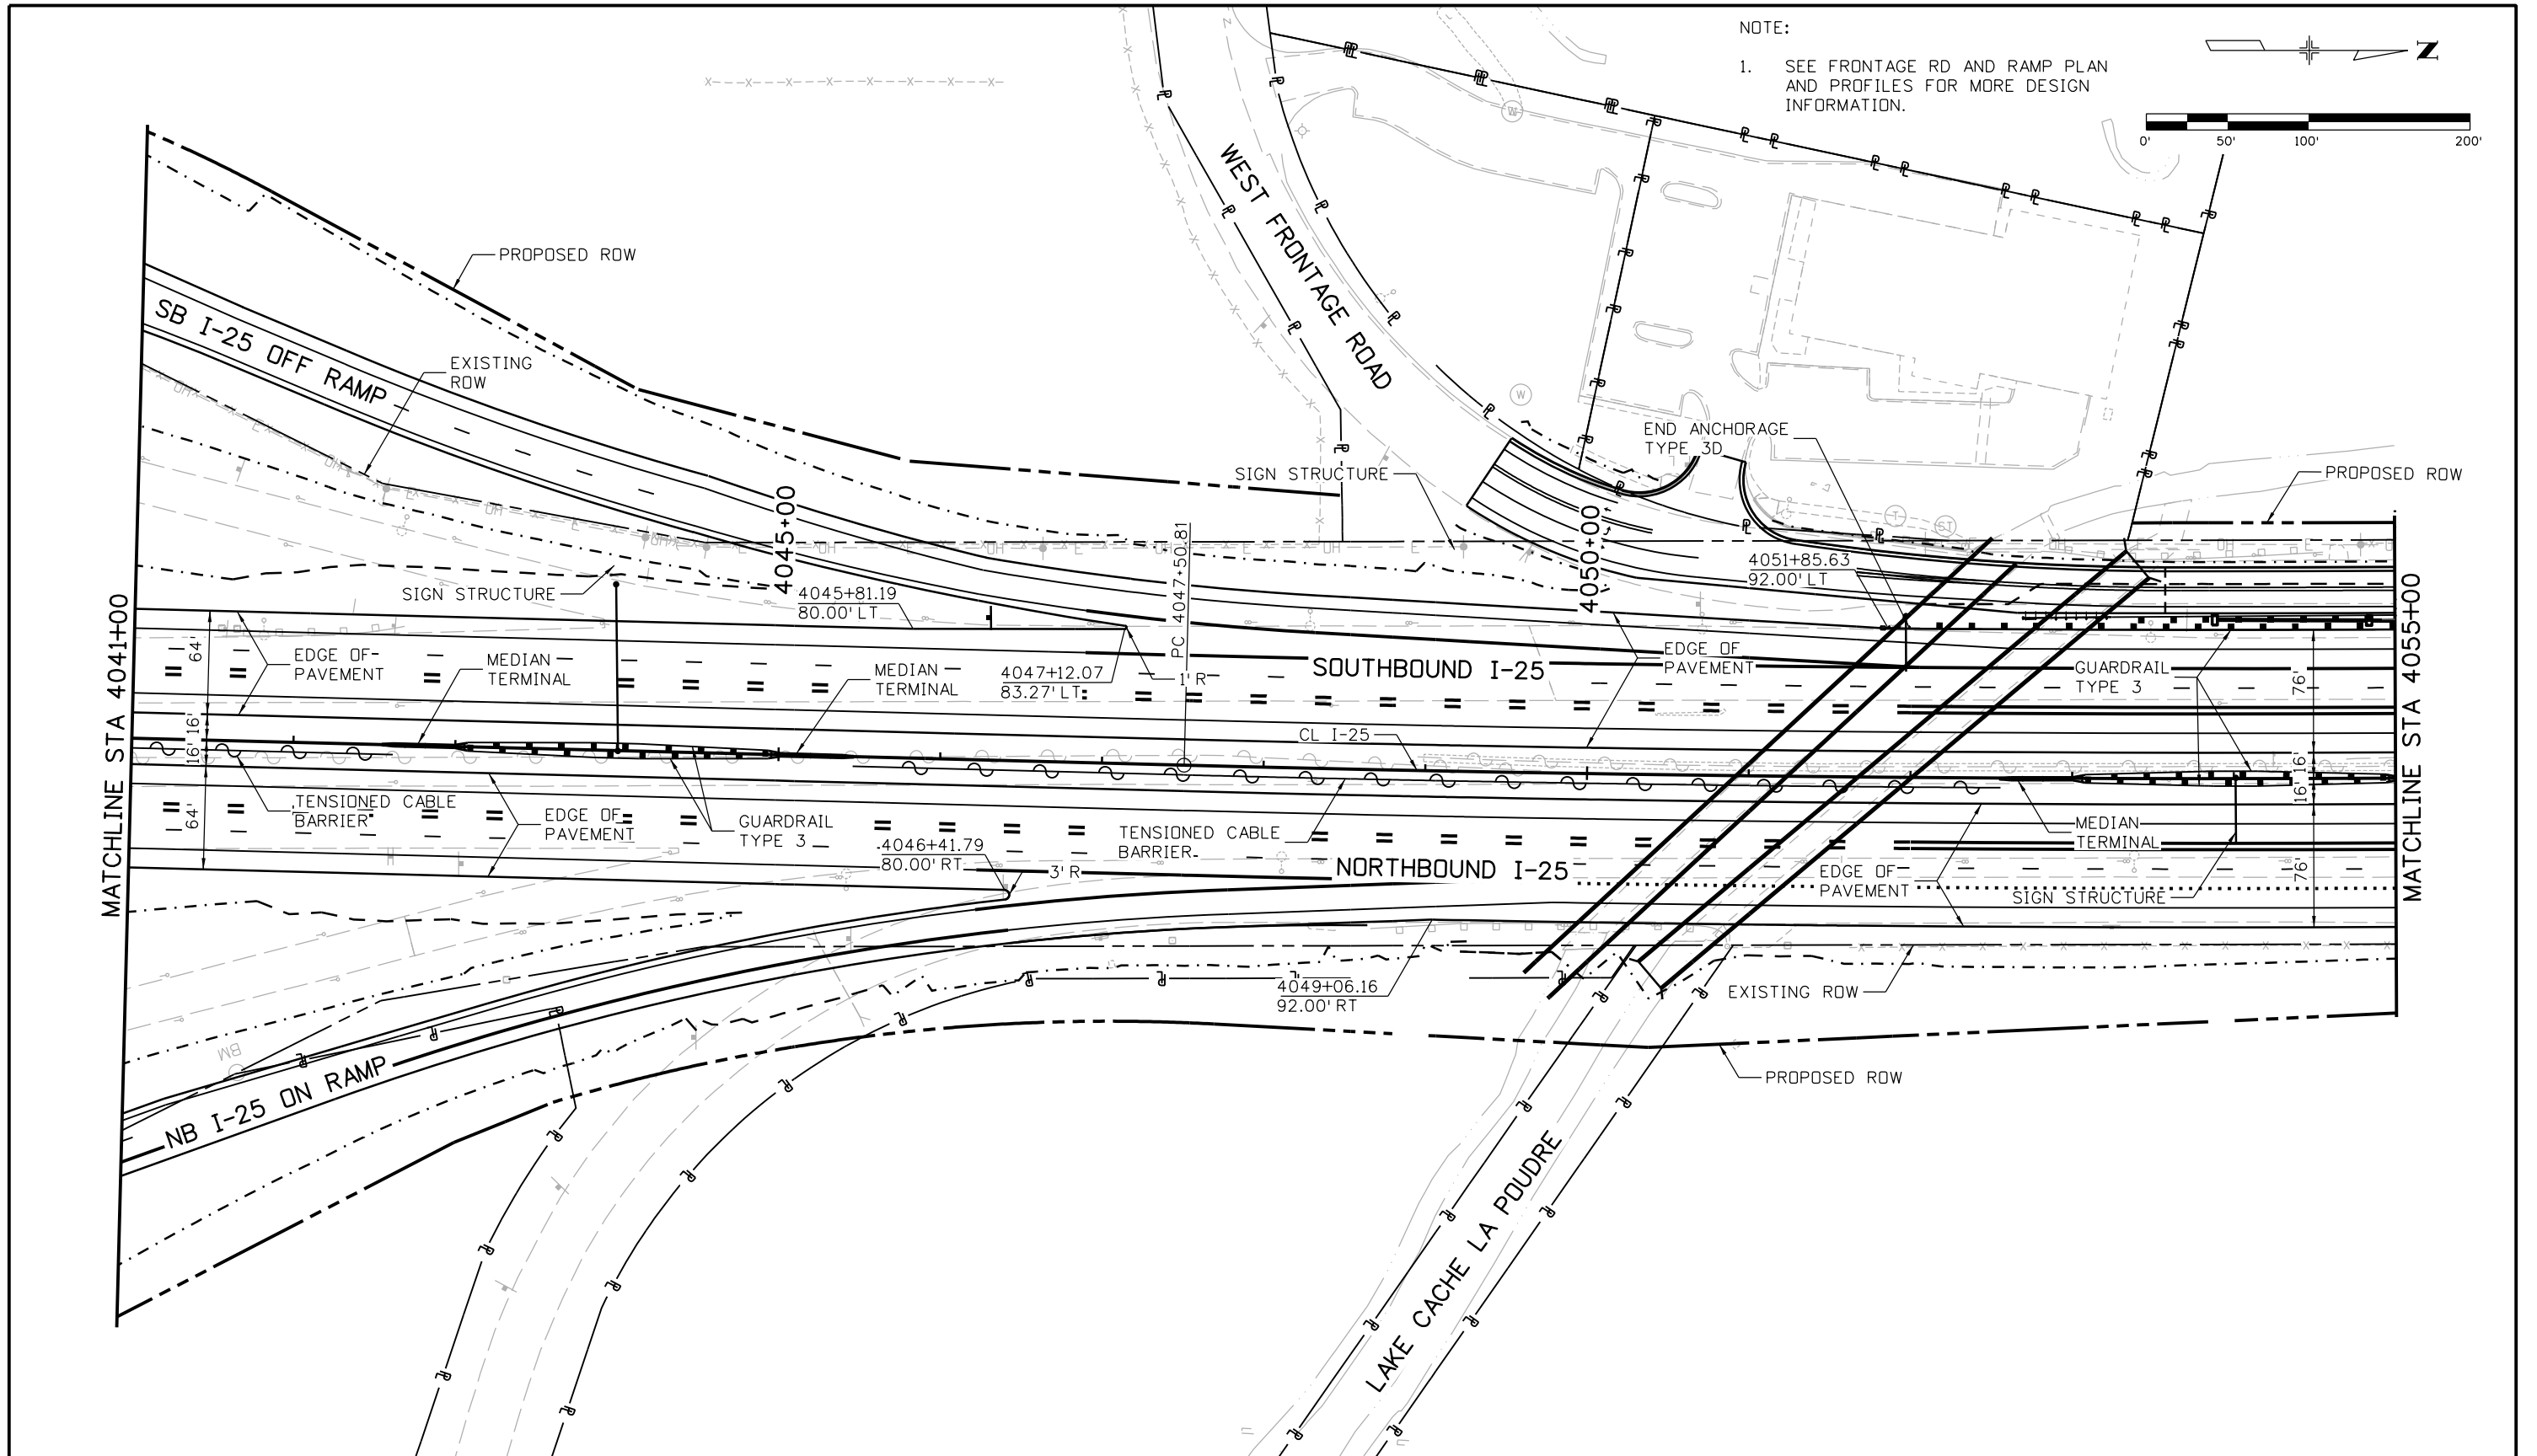 NOTE:
1. SEE FRONTAGE RD AND RAMP PLAN
AND PROFILES FOR MORE DESIGN
INFORMATION.
N
0' 50' 100' 200'
WEST FRONTAGE ROAD
PROPOSED ROW
SB I-25 OFF RAMP
EXISTING
ROW
END ANCHORAGE
TYPE 3D
SIGN STRUCTURE
PROPOSED ROW
4045+00
PC 4047+50.81
4050+00
4051+85.63
92.00' LT
SIGN STRUCTURE
4045+81.19
80.00' LT
MATCHLINE STA 4041+00
MATCHLINE STA 4055+00
64'
EDGE OF
PAVEMENT
MEDIAN
TERMINAL
MEDIAN
TERMINAL
4047+12.07
83.27' LT
1' R
SOUTHBOUND I-25
EDGE OF
PAVEMENT
GUARDRAIL
TYPE 3
76'
16' 16'
CL I-25
16' 16'
TENSIONED CABLE
BARRIER
64'
EDGE OF
PAVEMENT
GUARDRAIL
TYPE 3
4046+41.79
80.00' RT
3' R
TENSIONED CABLE
BARRIER
NORTHBOUND I-25
MEDIAN
TERMINAL
EDGE OF
PAVEMENT
SIGN STRUCTURE
76'
4049+06.16
92.00' RT
EXISTING ROW
BM
NB I-25 ON RAMP
PROPOSED ROW
LAKE CACHE LA POUDRE